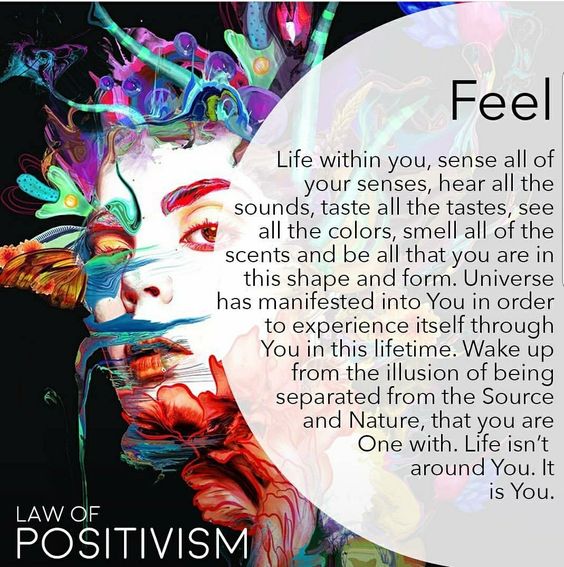 Feel
Life within you, sense all of
your senses, hear all the
sounds, taste all the tastes, see
all the colors, smell all of the
scents and be all that you are in
this shape and form. Universe
has manifested into You in order
to experience itself through
You in this lifetime. Wake up
from the illusion of being
separated from the Source
and Nature, that you are
One with. Life isn't
around You. It
is You.
LAW OF
POSITIVISM